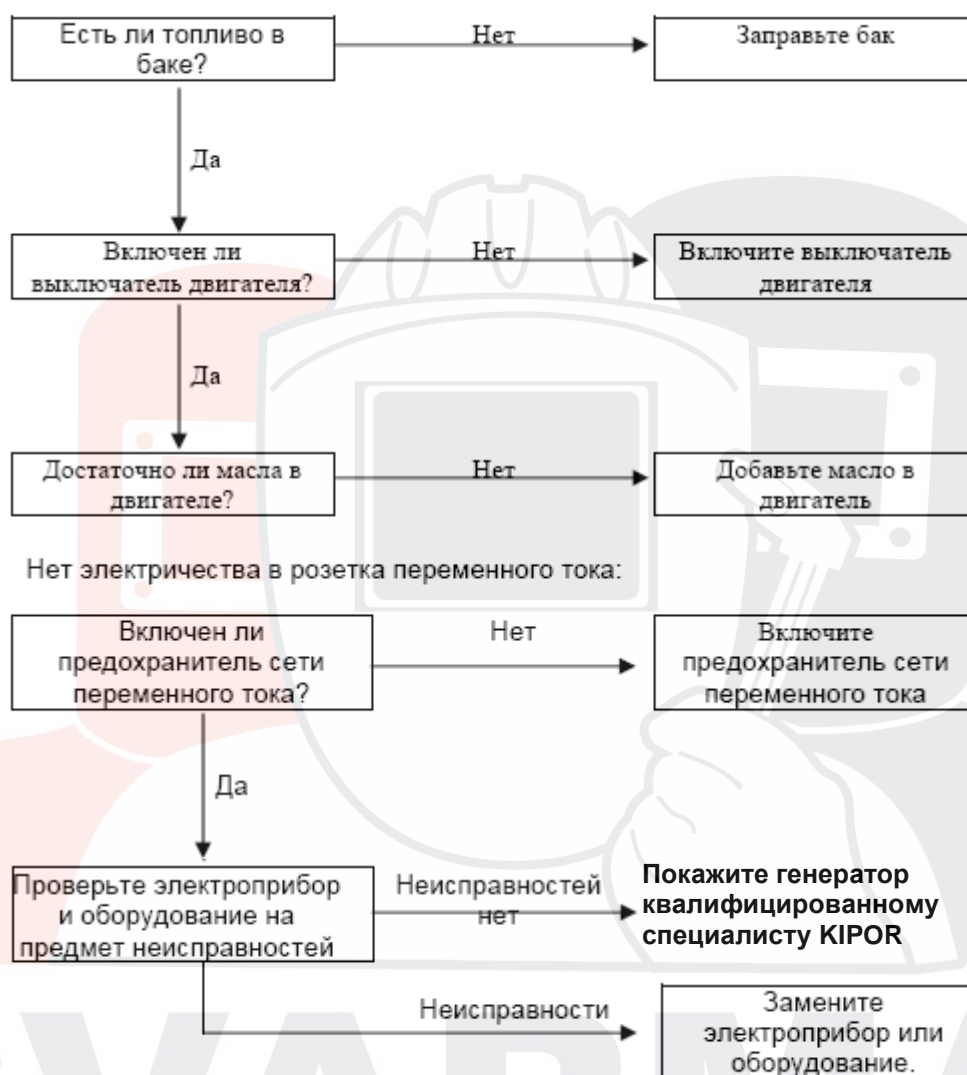 Есть ли топливо в
баке?
Нет
Заправьте бак
Да
Включен ли
выключатель двигателя?
Нет
Включите выключатель
двигателя
Да
Достаточно ли масла в
двигателе?
Нет
Добавьте масло в
двигатель
Нет электричества в розетка переменного тока:
Включен ли
предохранитель сети
переменного тока?
Нет
Включите
предохранитель сети
переменного тока
Да
Проверьте электроприбор
и оборудование на
предмет неисправностей
Неисправностей
нет
Покажите генератор
квалифицированному
специалисту KIPOR
Неисправности
Замените
электроприбор или
оборудование.